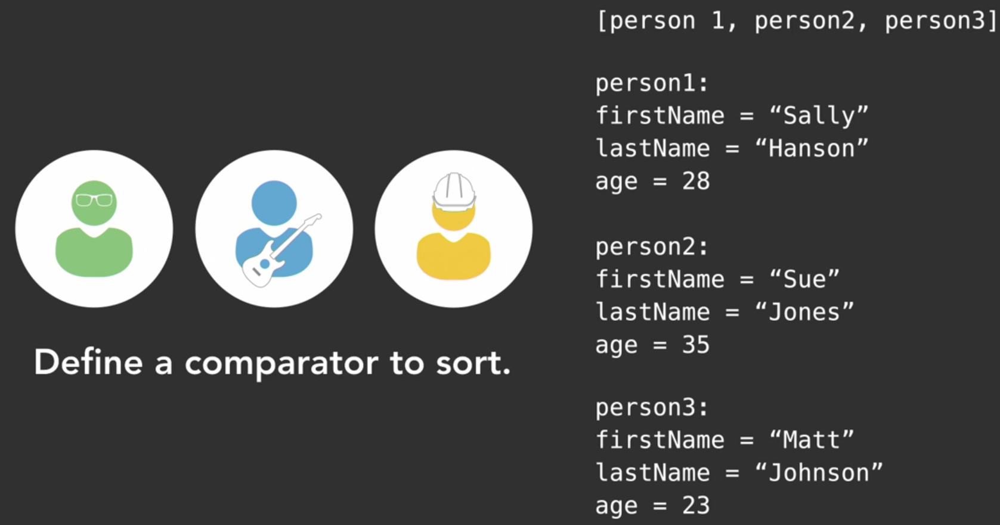 [person 1, person2, person3]
person1:
firstName = “Sally”
lastName = “Hanson”
age = 28
person2:
firstName = “Sue”
lastName = “Jones”
age = 35
person3:
firstName = “Matt”
lastName = “Johnson”
age = 23
Define a comparator to sort.